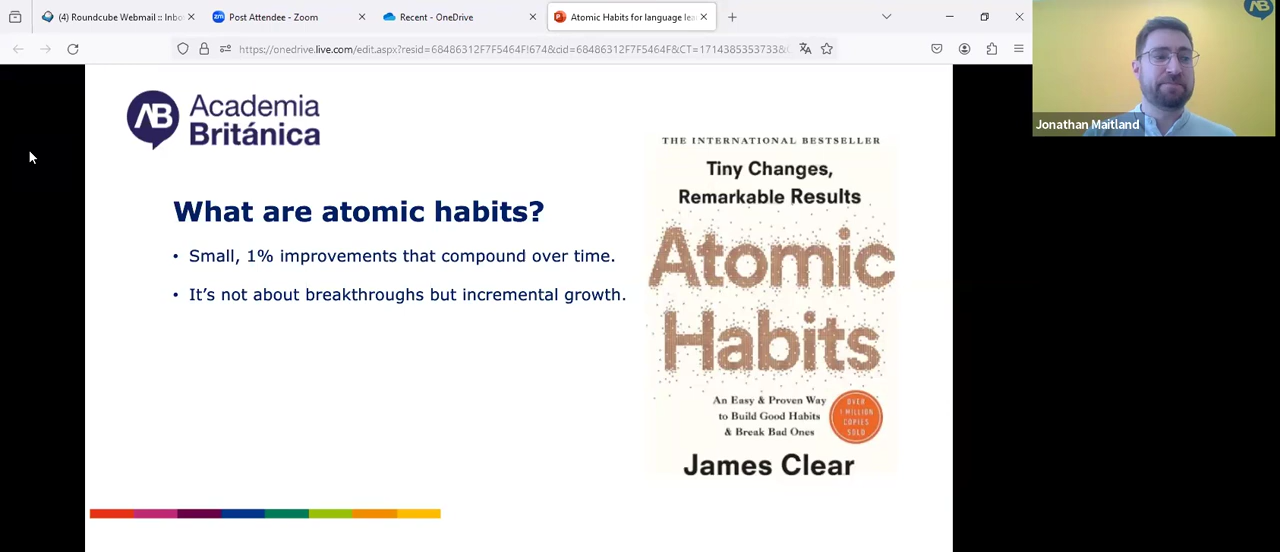 (4) Roundcube Webmail :: Inbo
Post Attendee - Zoom
Recent - OneDrive
Atomic Habits for language lea
https://onedrive.live.com/edit.aspx?resid=68486312F7F5464F!674&cid=68486312F7F5464F&CT=1714385353733&
AB
Jonathan Maitland
AB Academia
Británica
What are atomic habits?
• Small, 1% improvements that compound over time.
• It's not about breakthroughs but incremental growth.
THE INTERNATIONAL BESTSELLER
Tiny Changes,
Remarkable Results
Atomic
Habits
An Easy & Proven Way
to Build Good Habits
& Break Bad Ones
OVER
1 MILLION
COPIES
SOLD
James Clear